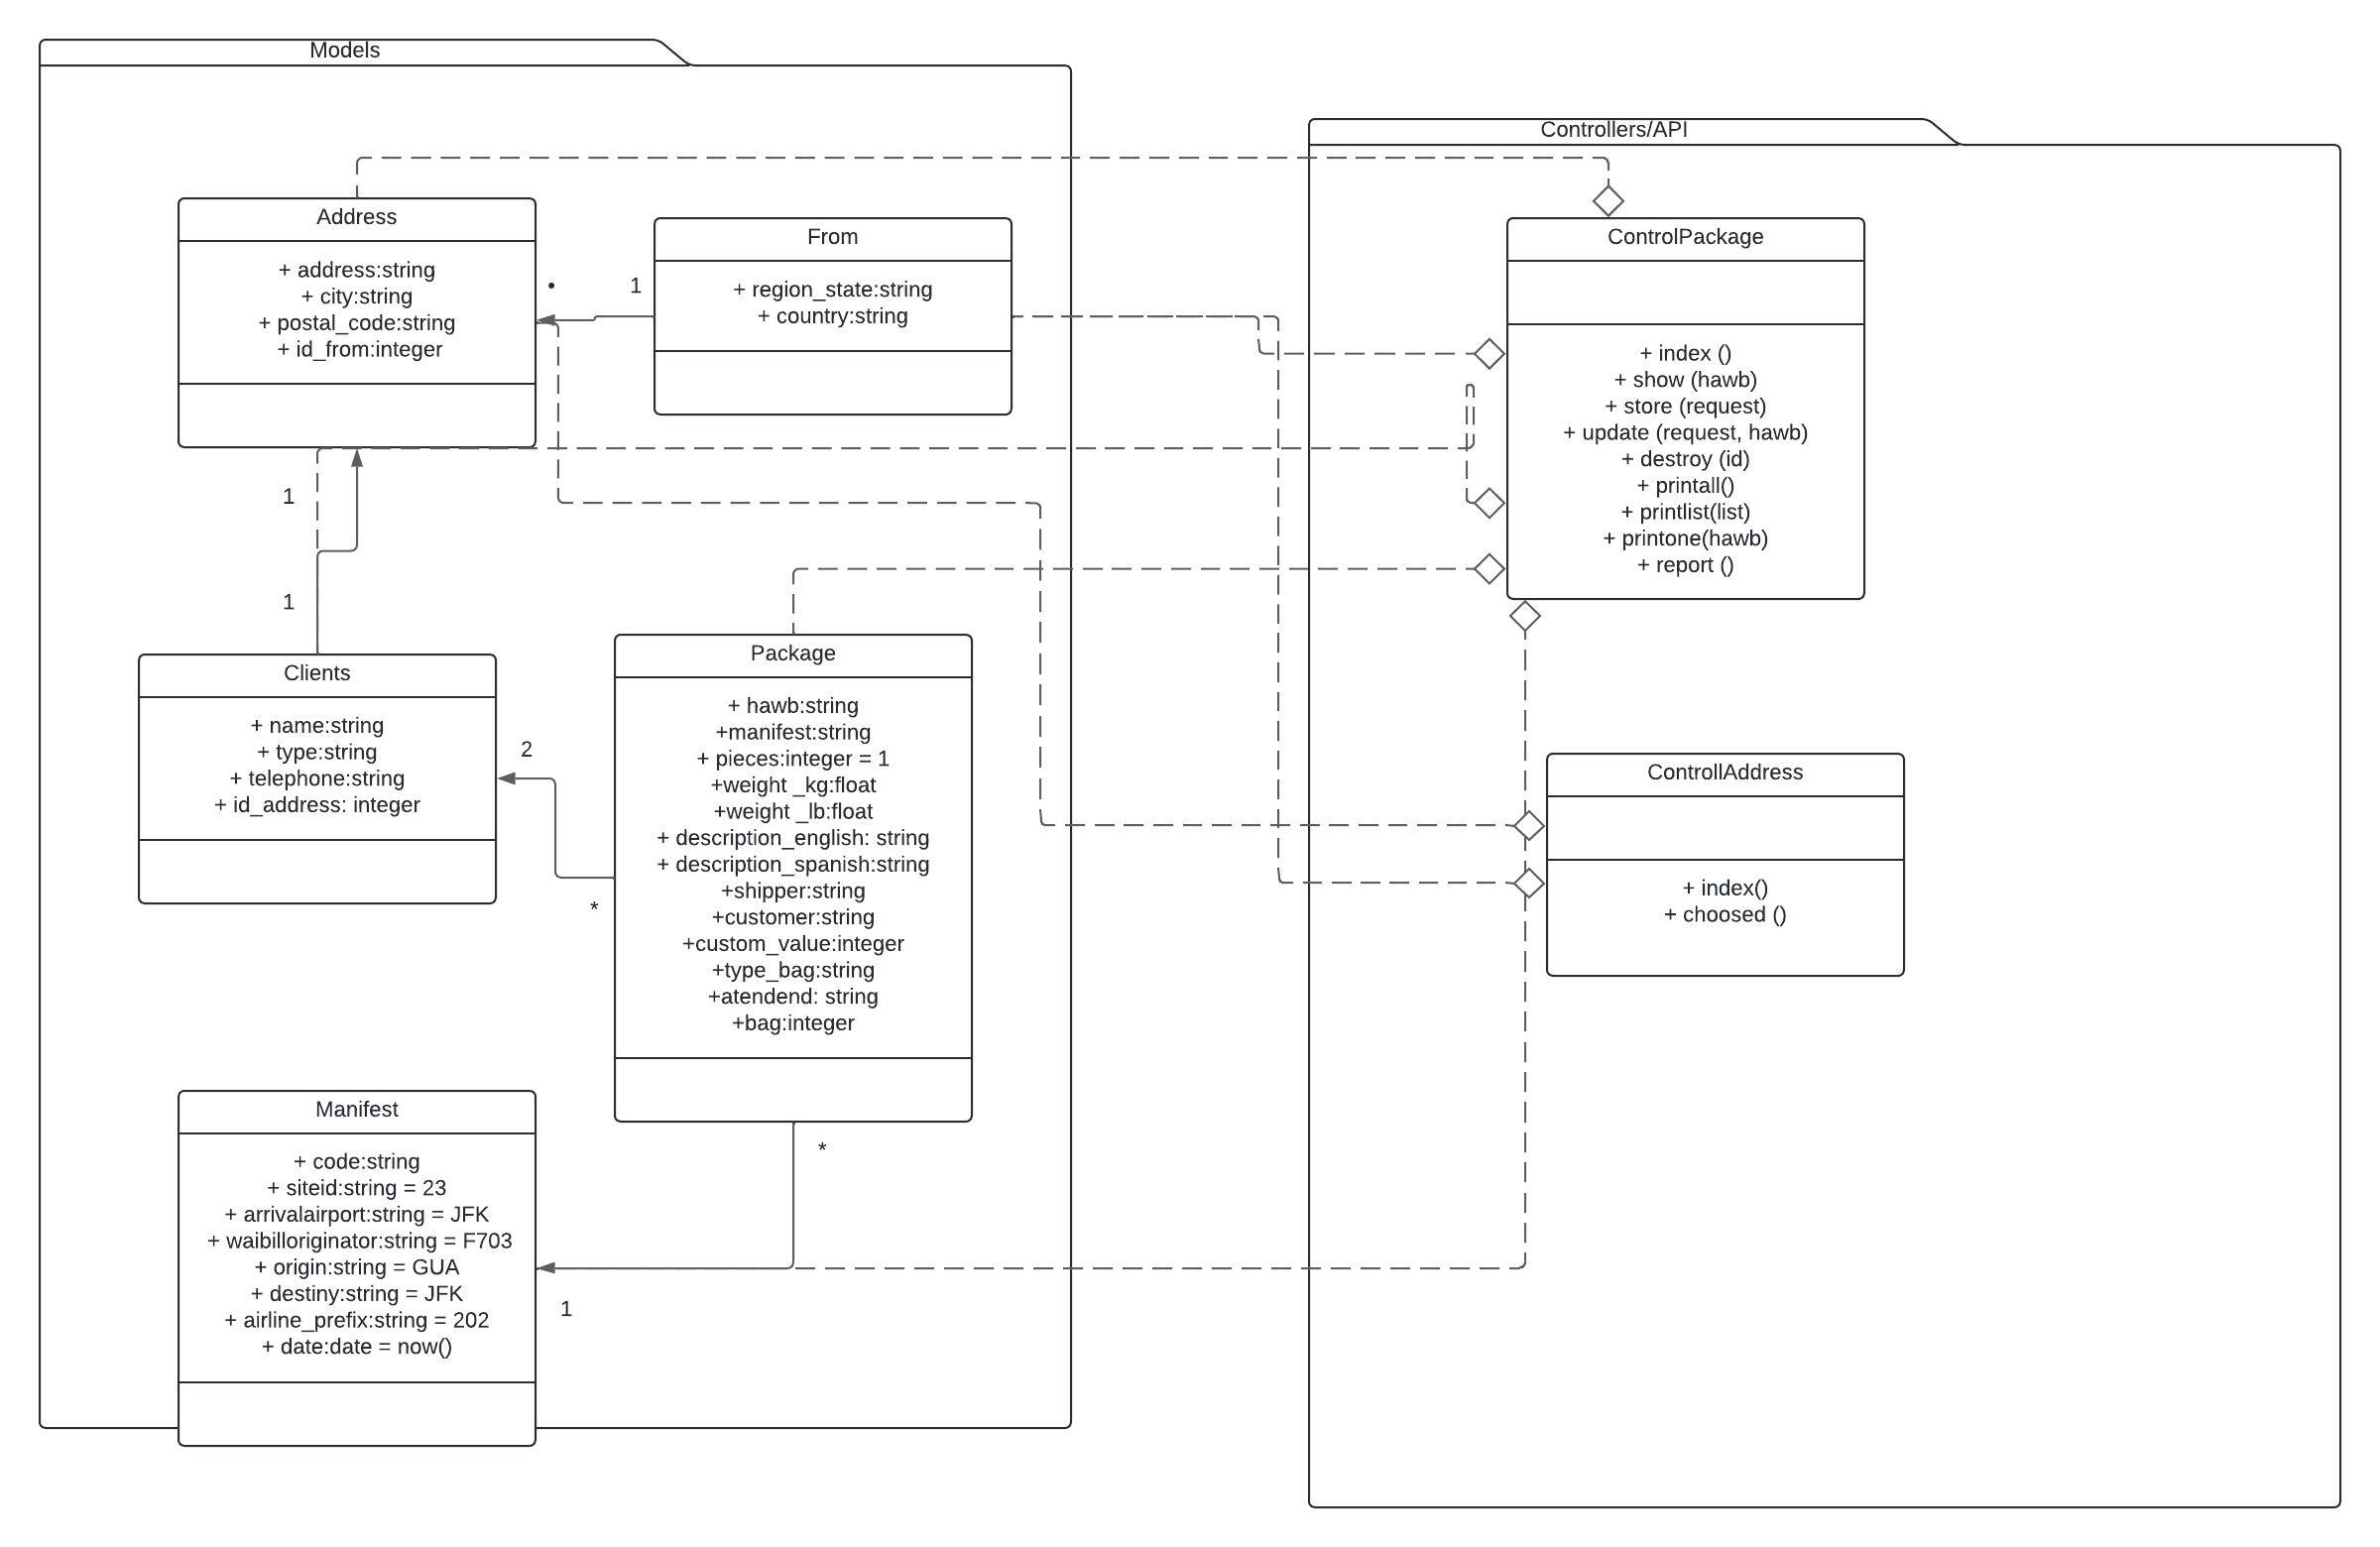 Models
Address
+ address:string
+ city:string
+ postal_code:string
+ id_from:integer
•
1
From
+ region_state:string
+ country:string
1
1
Clients
+ name:string
+ type:string
+ telephone:string
+ id_address: integer
2
*
Package
+ hawb:string
+manifest:string
+ pieces:integer = 1
+weight _kg:float
+weight _lb:float
+ description_english: string
+ description_spanish:string
+shipper:string
+customer:string
+custom_value:integer
+type_bag:string
+atendend: string
+bag:integer
*
1
Manifest
+ code:string
+ siteid:string = 23
+ arrivalairport:string = JFK
+ waibilloriginator:string = F703
+ origin:string = GUA
+ destiny:string = JFK
+ airline_prefix:string = 202
+ date:date = now()
Controllers/API
ControlPackage
+ index ()
+ show (hawb)
+ store (request)
+ update (request, hawb)
+ destroy (id)
+ printall()
+ printlist(list)
+ printone(hawb)
+ report ()
ControllAddress
+ index()
+ choosed ()